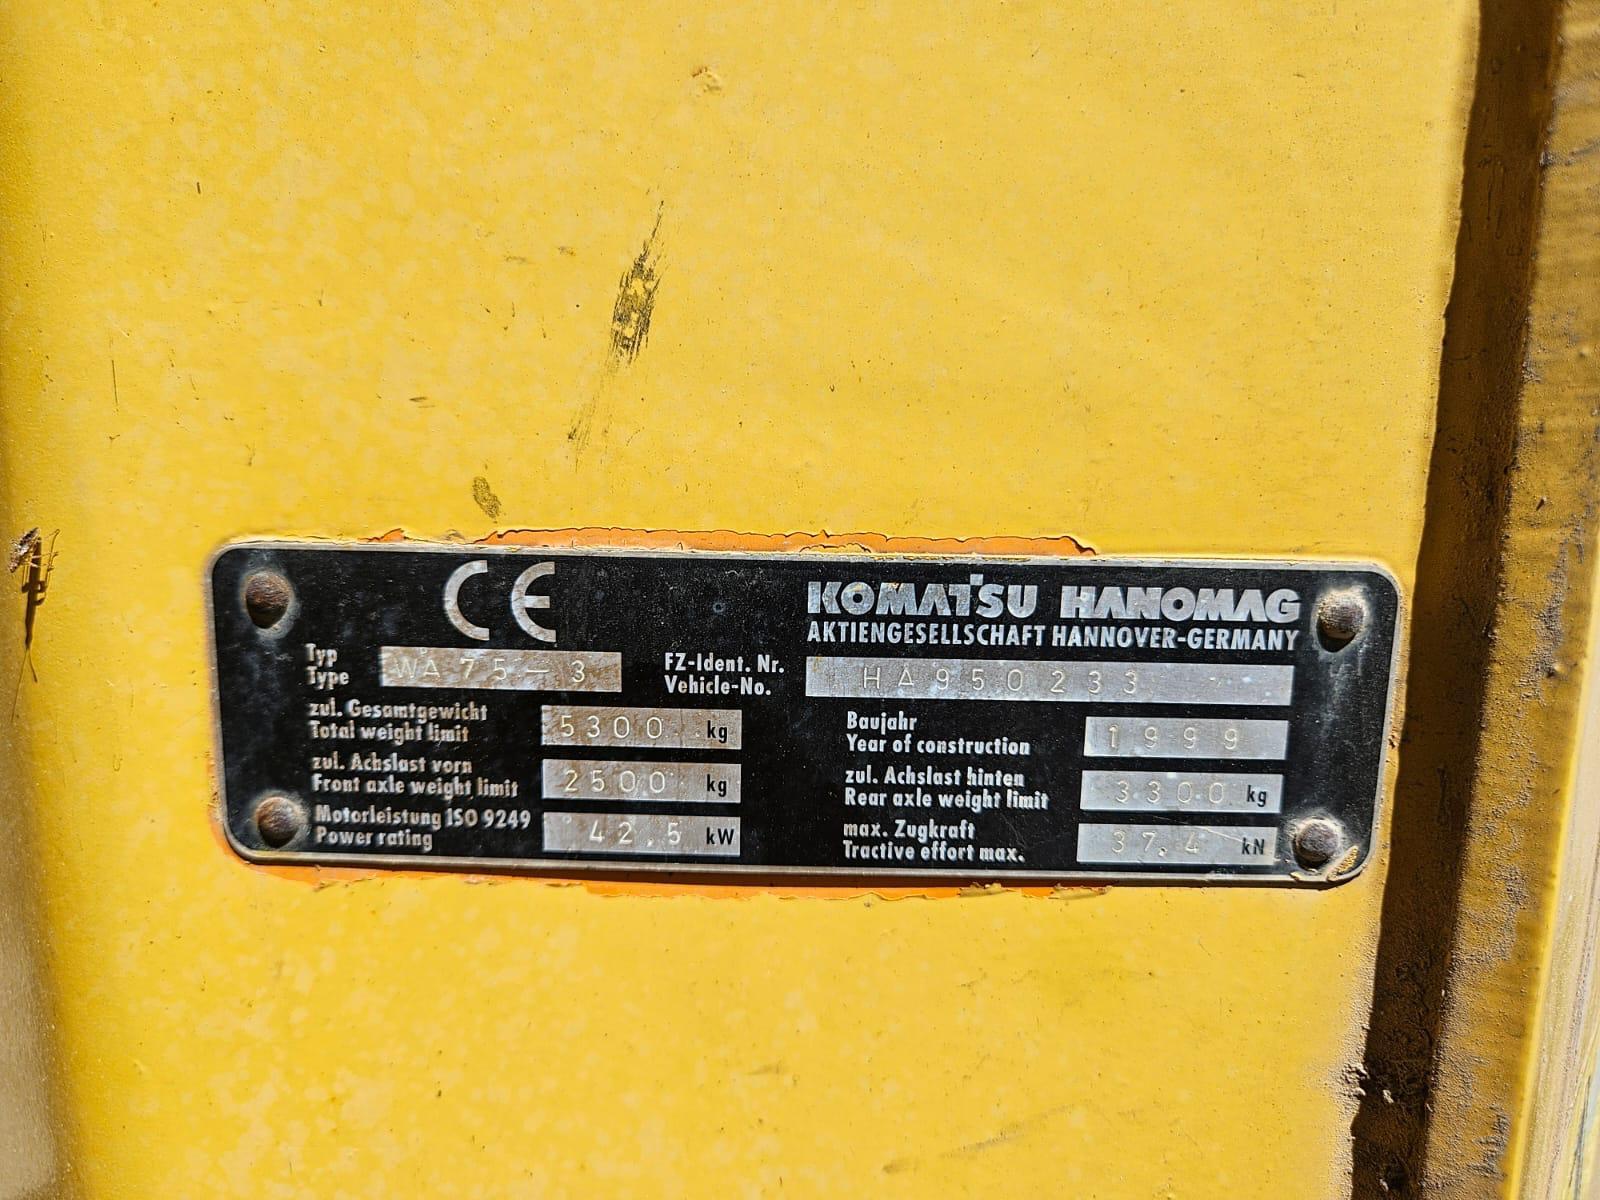 CE
KOMATSU HANOMAG
AKTIENGESELLSCHAFT HANNOVER-GERMANY
Typ
Type
WA75-3
FZ-Ident. Nr.
Vehicle-No.
HA950233
zul. Gesamtgewicht
Total weight limit
5300 kg
Baujahr
Year of construction
1999
zul. Achslast vorn
Front axle weight limit
2500 kg
zul. Achslast hinten
Rear axle weight limit
3300 kg
Motorleistung ISO 9249
Power rating
42,5 kW
max. Zugkraft
Tractive effort max.
37,4 kN